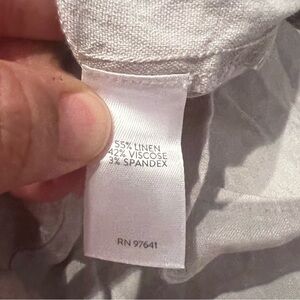 55% LINEN
42% VISCOSE
3% SPANDEX
RN 97641